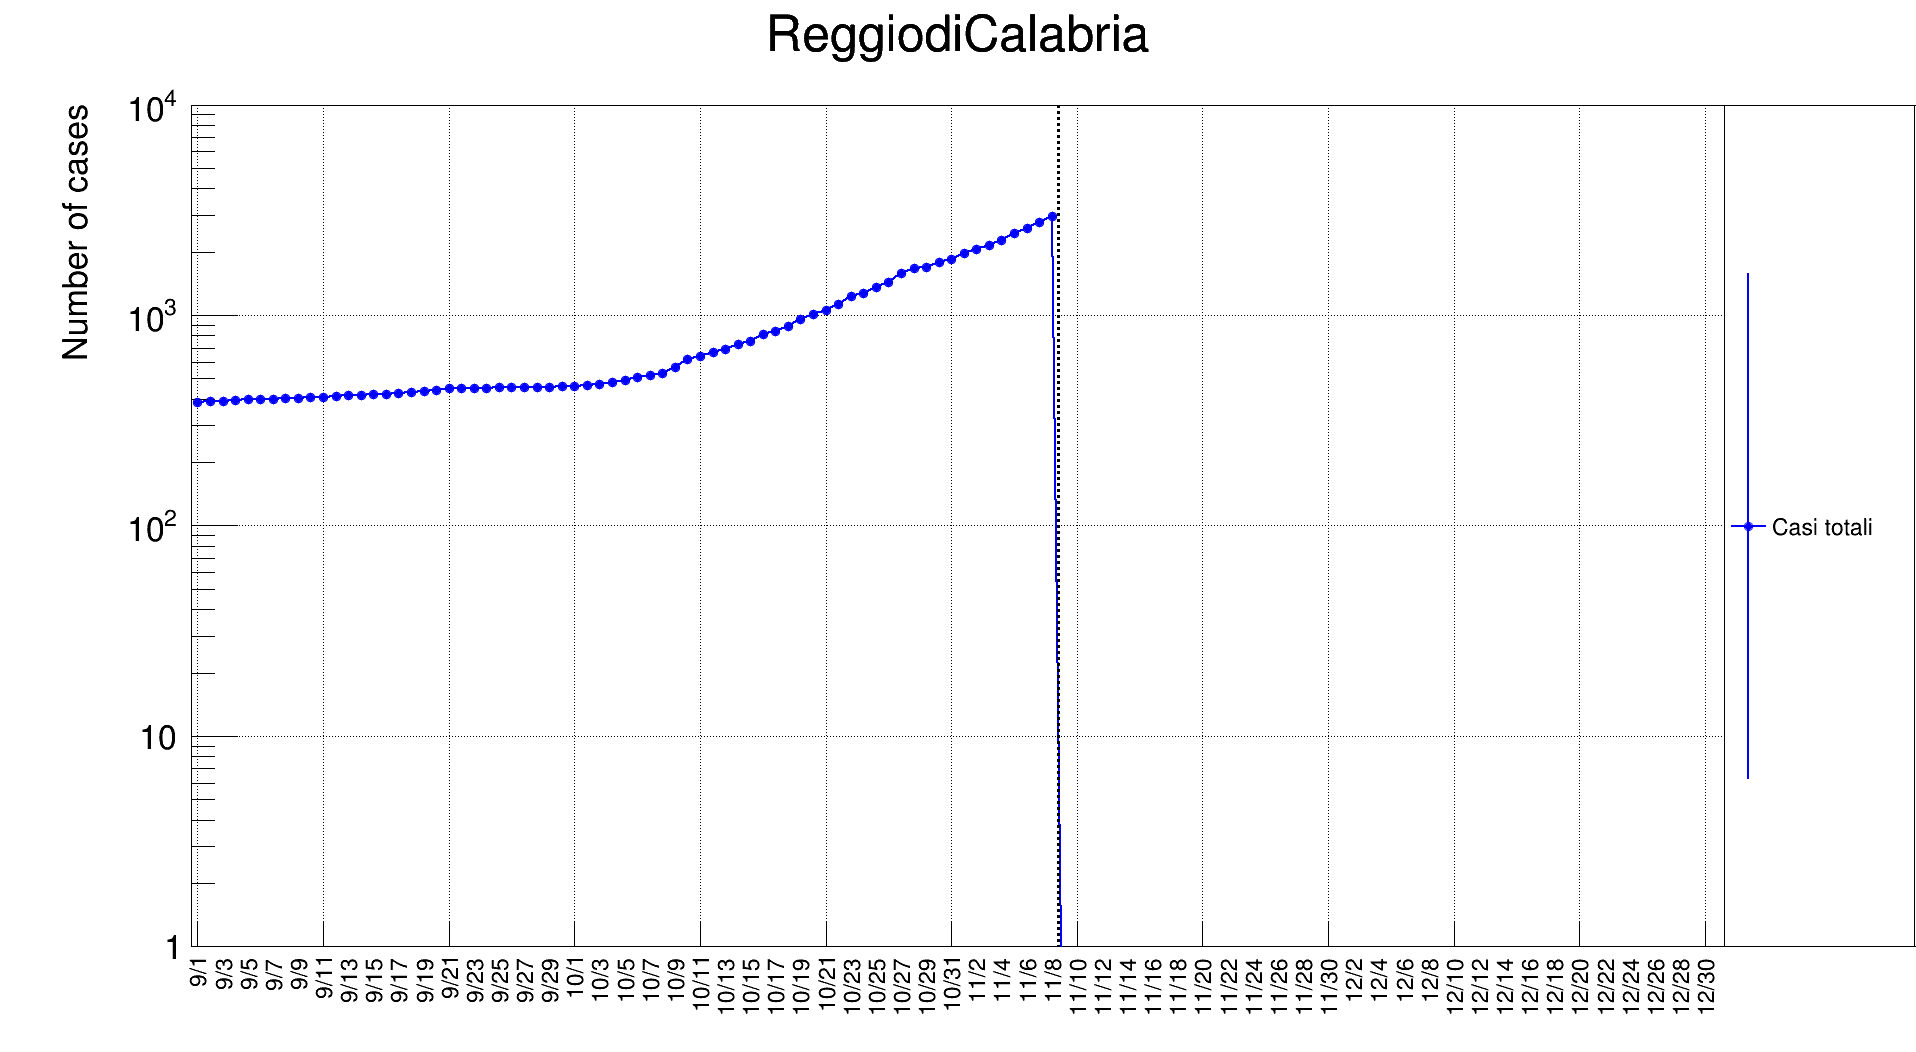 ReggiodiCalabria
Number of cases
10^4
10^3
10^2
10
1
9/1 9/3 9/5 9/7 9/9 9/11 9/13 9/15 9/17 9/19 9/21 9/23 9/25 9/27 9/29 10/1 10/3 10/5 10/7 10/9 10/11 10/13 10/15 10/17 10/19 10/21 10/23 10/25 10/27 10/29 10/31 11/2 11/4 11/6 11/8 11/10 11/12 11/14 11/16 11/18 11/20 11/22 11/24 11/26 11/28 11/30 12/2 12/4 12/6 12/8 12/10 12/12 12/14 12/16 12/18 12/20 12/22 12/24 12/26 12/28 12/30
Casi totali